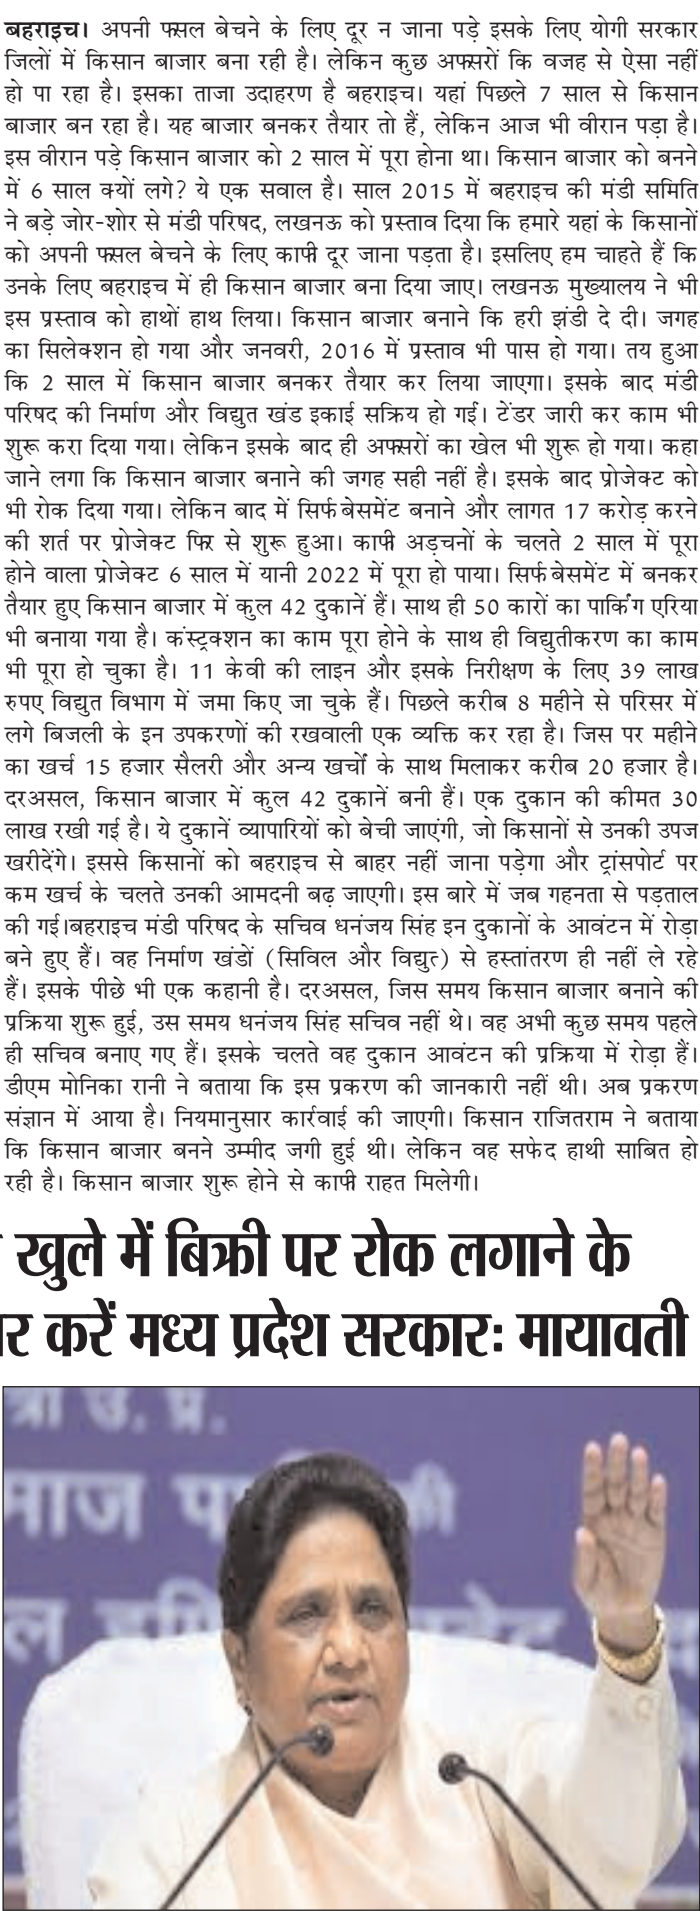 बहराइच। अपनी फसल बेचने के लिए दूर न जाना पड़े इसके लिए योगी सरकार
जिलों में किसान बाजार बना रही है। लेकिन कुछ अफसरों कि वजह से ऐसा नहीं
हो पा रहा है। इसका ताजा उदाहरण है बहराइच। यहां पिछले 7 साल से किसान
बाजार बन रहा है। यह बाजार बनकर तैयार तो हैं, लेकिन आज भी वीरान पड़ा है।
इस वीरान पड़े किसान बाजार को 2 साल में पूरा होना था। किसान बाजार को बनने
में 6 साल क्यों लगे? ये एक सवाल है। साल 2015 में बहराइच की मंडी समिति
ने बड़े जोर-शोर से मंडी परिषद, लखनऊ को प्रस्ताव दिया कि हमारे यहां के किसानों
को अपनी फसल बेचने के लिए काफी दूर जाना पड़ता है। इसलिए हम चाहते हैं कि
उनके लिए बहराइच में ही किसान बाजार बना दिया जाए। लखनऊ मुख्यालय ने भी
इस प्रस्ताव को हाथों हाथ लिया। किसान बाजार बनाने कि हरी झंडी दे दी। जगह
का सिलेक्शन हो गया और जनवरी, 2016 में प्रस्ताव भी पास हो गया। तय हुआ
कि 2 साल में किसान बाजार बनकर तैयार कर लिया जाएगा। इसके बाद मंडी
परिषद की निर्माण और विद्युत खंड इकाई सक्रिय हो गई। टेंडर जारी कर काम भी
शुरू करा दिया गया। लेकिन इसके बाद ही अफसरों का खेल भी शुरू हो गया। कहा
जाने लगा कि किसान बाजार बनाने की जगह सही नहीं है। इसके बाद प्रोजेक्ट को
भी रोक दिया गया। लेकिन बाद में सिर्फ बेसमेंट बनाने और लागत 17 करोड़ करने
की शर्त पर प्रोजेक्ट फिर से शुरू हुआ। काफी अड़चनों के चलते 2 साल में पूरा
होने वाला प्रोजेक्ट 6 साल में यानी 2022 में पूरा हो पाया। सिर्फ बेसमेंट में बनकर
तैयार हुए किसान बाजार में कुल 42 दुकानें हैं। साथ ही 50 कारों का पार्किंग एरिया
भी बनाया गया है। कंस्ट्रक्शन का काम पूरा होने के साथ ही विद्युतीकरण का काम
भी पूरा हो चुका है। 11 केवी की लाइन और इसके निरीक्षण के लिए 39 लाख
रुपए विद्युत विभाग में जमा किए जा चुके हैं। पिछले करीब 8 महीने से परिसर में
लगे बिजली के इन उपकरणों की रखवाली एक व्यक्ति कर रहा है। जिस पर महीने
का खर्च 15 हजार सैलरी और अन्य खर्चों के साथ मिलाकर करीब 20 हजार है।
दरअसल, किसान बाजार में कुल 42 दुकानें बनी हैं। एक दुकान की कीमत 30
लाख रखी गई है। ये दुकानें व्यापारियों को बेची जाएंगी, जो किसानों से उनकी उपज
खरीदेंगे। इससे किसानों को बहराइच से बाहर नहीं जाना पड़ेगा और ट्रांसपोर्ट पर
कम खर्च के चलते उनकी आमदनी बढ़ जाएगी। इस बारे में जब गहनता से पड़ताल
की गई।बहराइच मंडी परिषद के सचिव धनंजय सिंह इन दुकानों के आवंटन में रोड़ा
बने हुए हैं। वह निर्माण खंडों (सिविल और विद्युत) से हस्तांतरण ही नहीं ले रहे
हैं। इसके पीछे भी एक कहानी है। दरअसल, जिस समय किसान बाजार बनाने की
प्रक्रिया शुरू हुई, उस समय धनंजय सिंह सचिव नहीं थे। वह अभी कुछ समय पहले
ही सचिव बनाए गए हैं। इसके चलते वह दुकान आवंटन की प्रक्रिया में रोड़ा हैं।
डीएम मोनिका रानी ने बताया कि इस प्रकरण की जानकारी नहीं थी। अब प्रकरण
संज्ञान में आया है। नियमानुसार कार्रवाई की जाएगी। किसान राजितराम ने बताया
कि किसान बाजार बनने उम्मीद जगी हुई थी। लेकिन वह सफेद हाथी साबित हो
रही है। किसान बाजार शुरू होने से काफी राहत मिलेगी।
खुले में बिक्री पर रोक लगाने के
र करें मध्य प्रदेश सरकारः मायावती
उ. प्र.
माज की